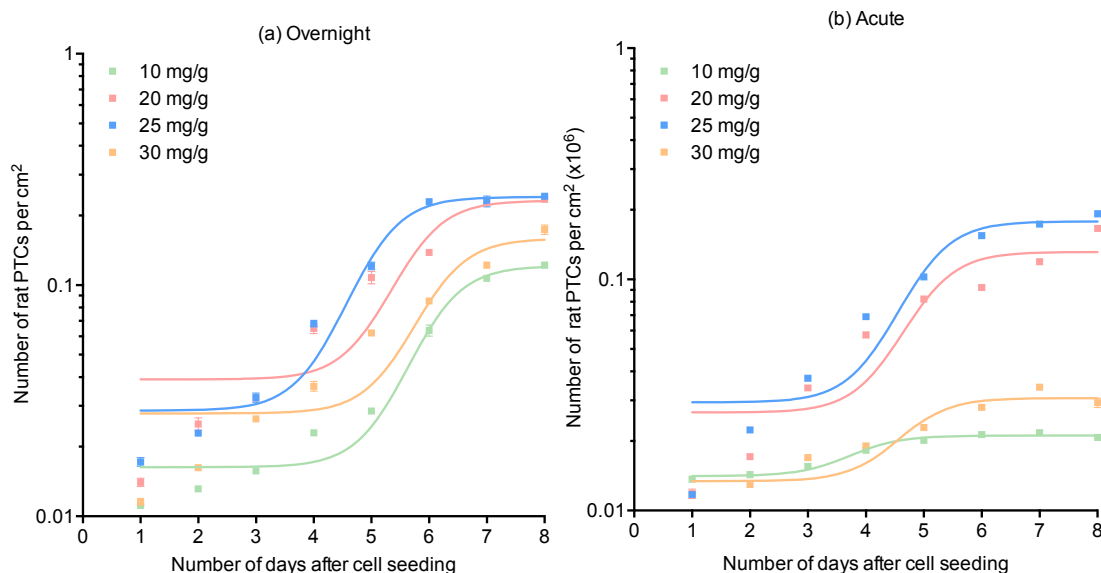 (a) Overnight
1
0.1
0.01
Number of rat PTCs per cm²
10 mg/g
20 mg/g
25 mg/g
30 mg/g
0 1 2 3 4 5 6 7 8
Number of days after cell seeding
(b) Acute
1
0.1
0.01
Number of rat PTCs per cm² (x10⁶)
10 mg/g
20 mg/g
25 mg/g
30 mg/g
0 1 2 3 4 5 6 7 8
Number of days after cell seeding